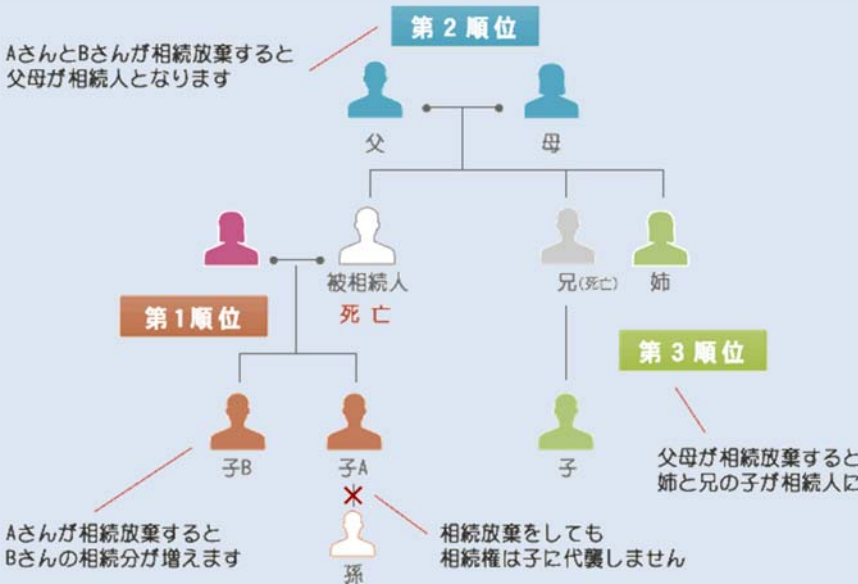 第2順位
AさんとBさんが相続放棄すると
父母が相続人となります
父
母
被相続人
死亡
兄(死亡)
姉
第1順位
第3順位
子B
子A
子
父母が相続放棄すると
姉と兄の子が相続人に
Aさんが相続放棄すると
Bさんの相続分が増えます
相続放棄をしても
相続権は子に代襲しません
孫